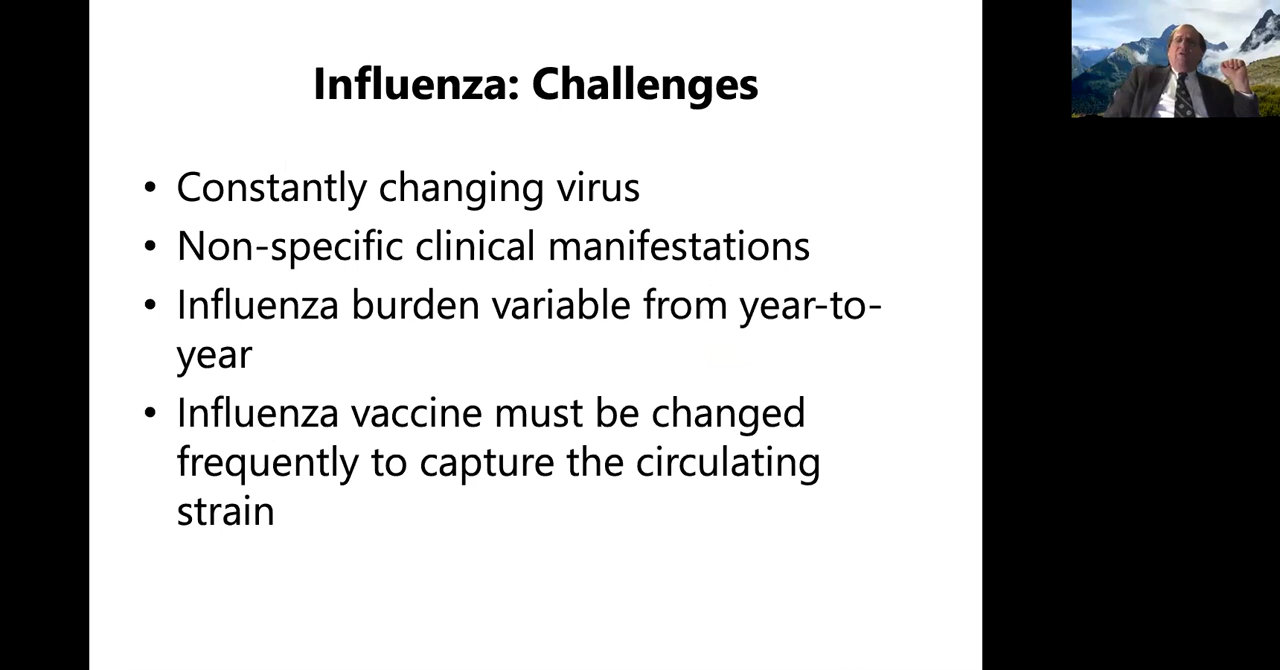 Influenza: Challenges
• Constantly changing virus
• Non-specific clinical manifestations
• Influenza burden variable from year-to-
year
• Influenza vaccine must be changed
frequently to capture the circulating
strain